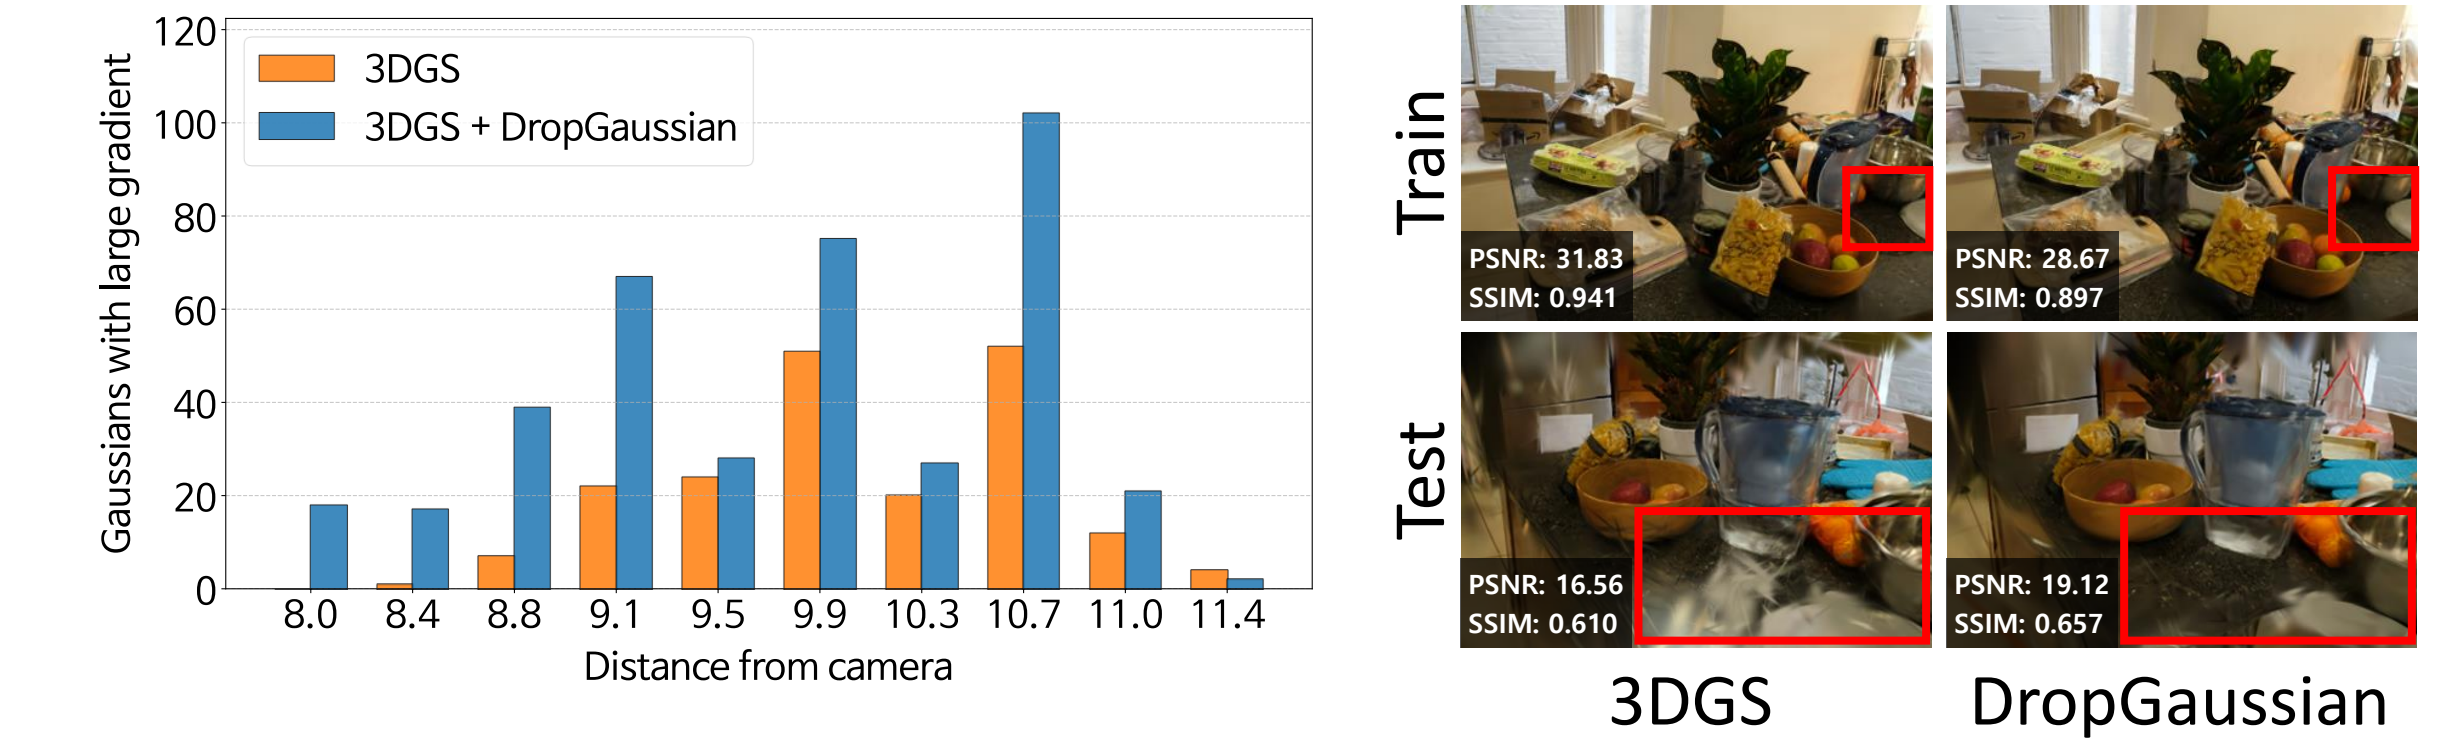 120
100
80
60
40
20
0
Gaussians with large gradient
3DGS
3DGS + DropGaussian
8.0 8.4 8.8 9.1 9.5 9.9 10.3 10.7 11.0 11.4
Distance from camera
Train
PSNR: 31.83
SSIM: 0.941
PSNR: 28.67
SSIM: 0.897
Test
PSNR: 16.56
SSIM: 0.610
PSNR: 19.12
SSIM: 0.657
3DGS
DropGaussian